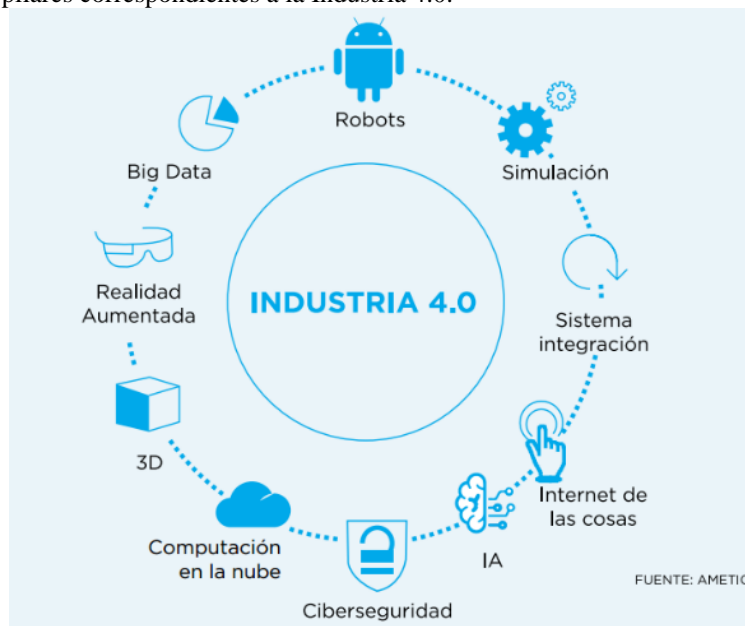 pilares correspondientes a la Industria 4.0.
Robots
Simulación
Big Data
Realidad
Aumentada
INDUSTRIA 4.0
Sistema
integración
3D
Internet de
las cosas
IA
Computación
en la nube
Ciberseguridad
FUENTE: AMETIC